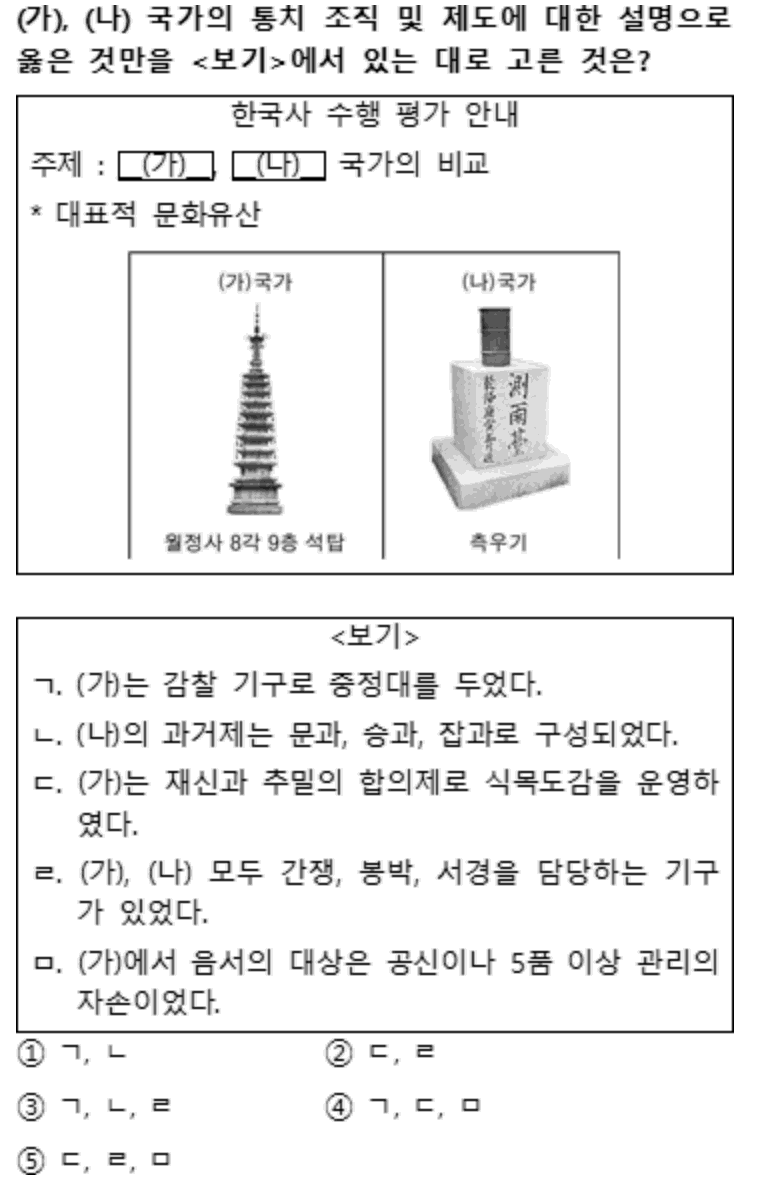 (가), (나) 국가의 통치 조직 및 제도에 대한 설명으로
옳은 것만을 <보기>에서 있는 대로 고른 것은?
한국사 수행 평가 안내
주제 : (가), (나) 국가의 비교
* 대표적 문화유산
(가)국가
(나)국가
測雨臺
월정사 8각 9층 석탑
측우기
<보기>
ㄱ. (가)는 감찰 기구로 중정대를 두었다.
ㄴ. (나)의 과거제는 문과, 승과, 잡과로 구성되었다.
ㄷ. (가)는 재신과 추밀의 합의제로 식목도감을 운영하
였다.
ㄹ. (가), (나) 모두 간쟁, 봉박, 서경을 담당하는 기구
가 있었다.
ㅁ. (가)에서 음서의 대상은 공신이나 5품 이상 관리의
자손이었다.
① ㄱ, ㄴ
② ㄷ, ㄹ
③ ㄱ, ㄴ, ㄹ
④ ㄱ, ㄷ, ㅁ
⑤ ㄷ, ㄹ, ㅁ